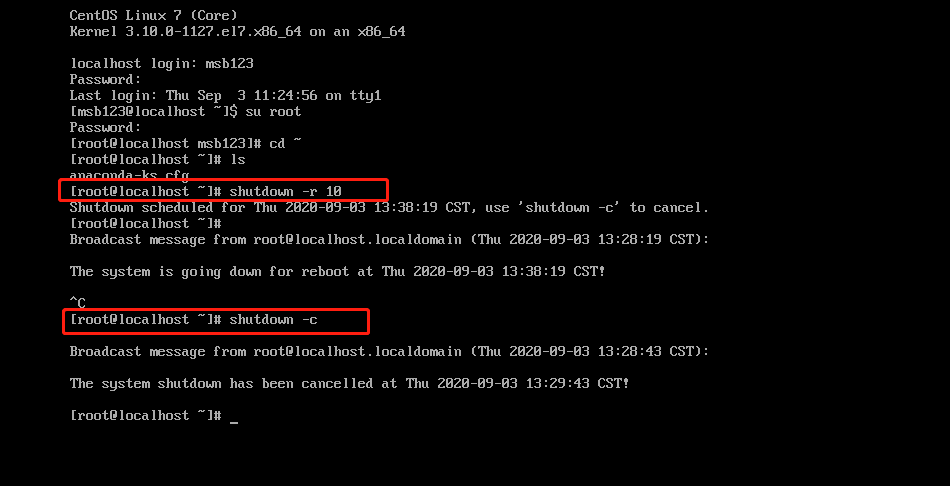 CentOS Linux 7 (Core)
Kernel 3.10.0-1127.el7.x86_64 on an x86_64
localhost login: msb123
Password:
Last login: Thu Sep  3 11:24:56 on tty1
[msb123@localhost ~]$ su root
Password:
[root@localhost msb123]# cd ~
[root@localhost ~]# ls
anaconda-ks.cfg
[root@localhost ~]# shutdown -r 10
Shutdown scheduled for Thu 2020-09-03 13:38:19 CST, use 'shutdown -c' to cancel.
[root@localhost ~]#
Broadcast message from root@localhost.localdomain (Thu 2020-09-03 13:28:19 CST):
The system is going down for reboot at Thu 2020-09-03 13:38:19 CST!
^C
[root@localhost ~]# shutdown -c
Broadcast message from root@localhost.localdomain (Thu 2020-09-03 13:28:43 CST):
The system shutdown has been cancelled at Thu 2020-09-03 13:29:43 CST!
[root@localhost ~]# _